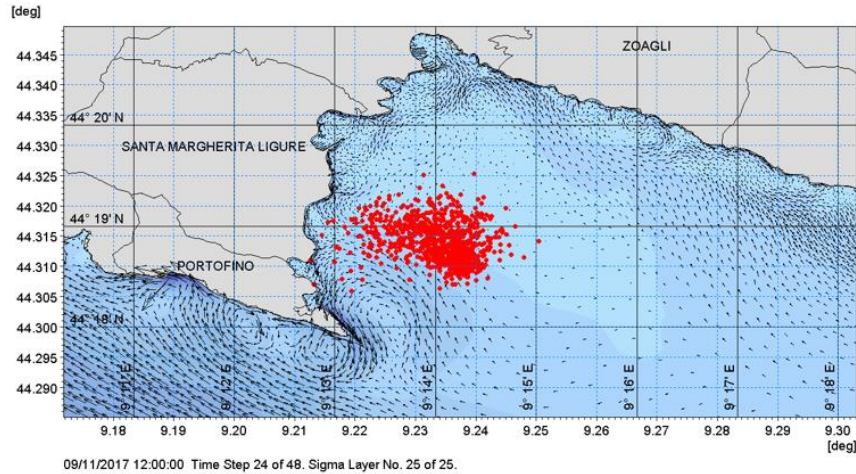 [deg]
44.345
44.340
44.335
44.330
44.325
44.320
44.315
44.310
44.305
44.300
44.295
44.290
ZOAGLI
44° 20' N
SANTA MARGHERITA LIGURE
44° 19' N
PORTOFINO
44° 18' N
9° 11' E
9° 12' E
9° 13' E
9° 14' E
9° 15' E
9° 16' E
9° 17' E
9° 18' E
9.18
9.19
9.20
9.21
9.22
9.23
9.24
9.25
9.26
9.27
9.28
9.29
9.30
[deg]
09/11/2017 12:00:00 Time Step 24 of 48. Sigma Layer No. 25 of 25.